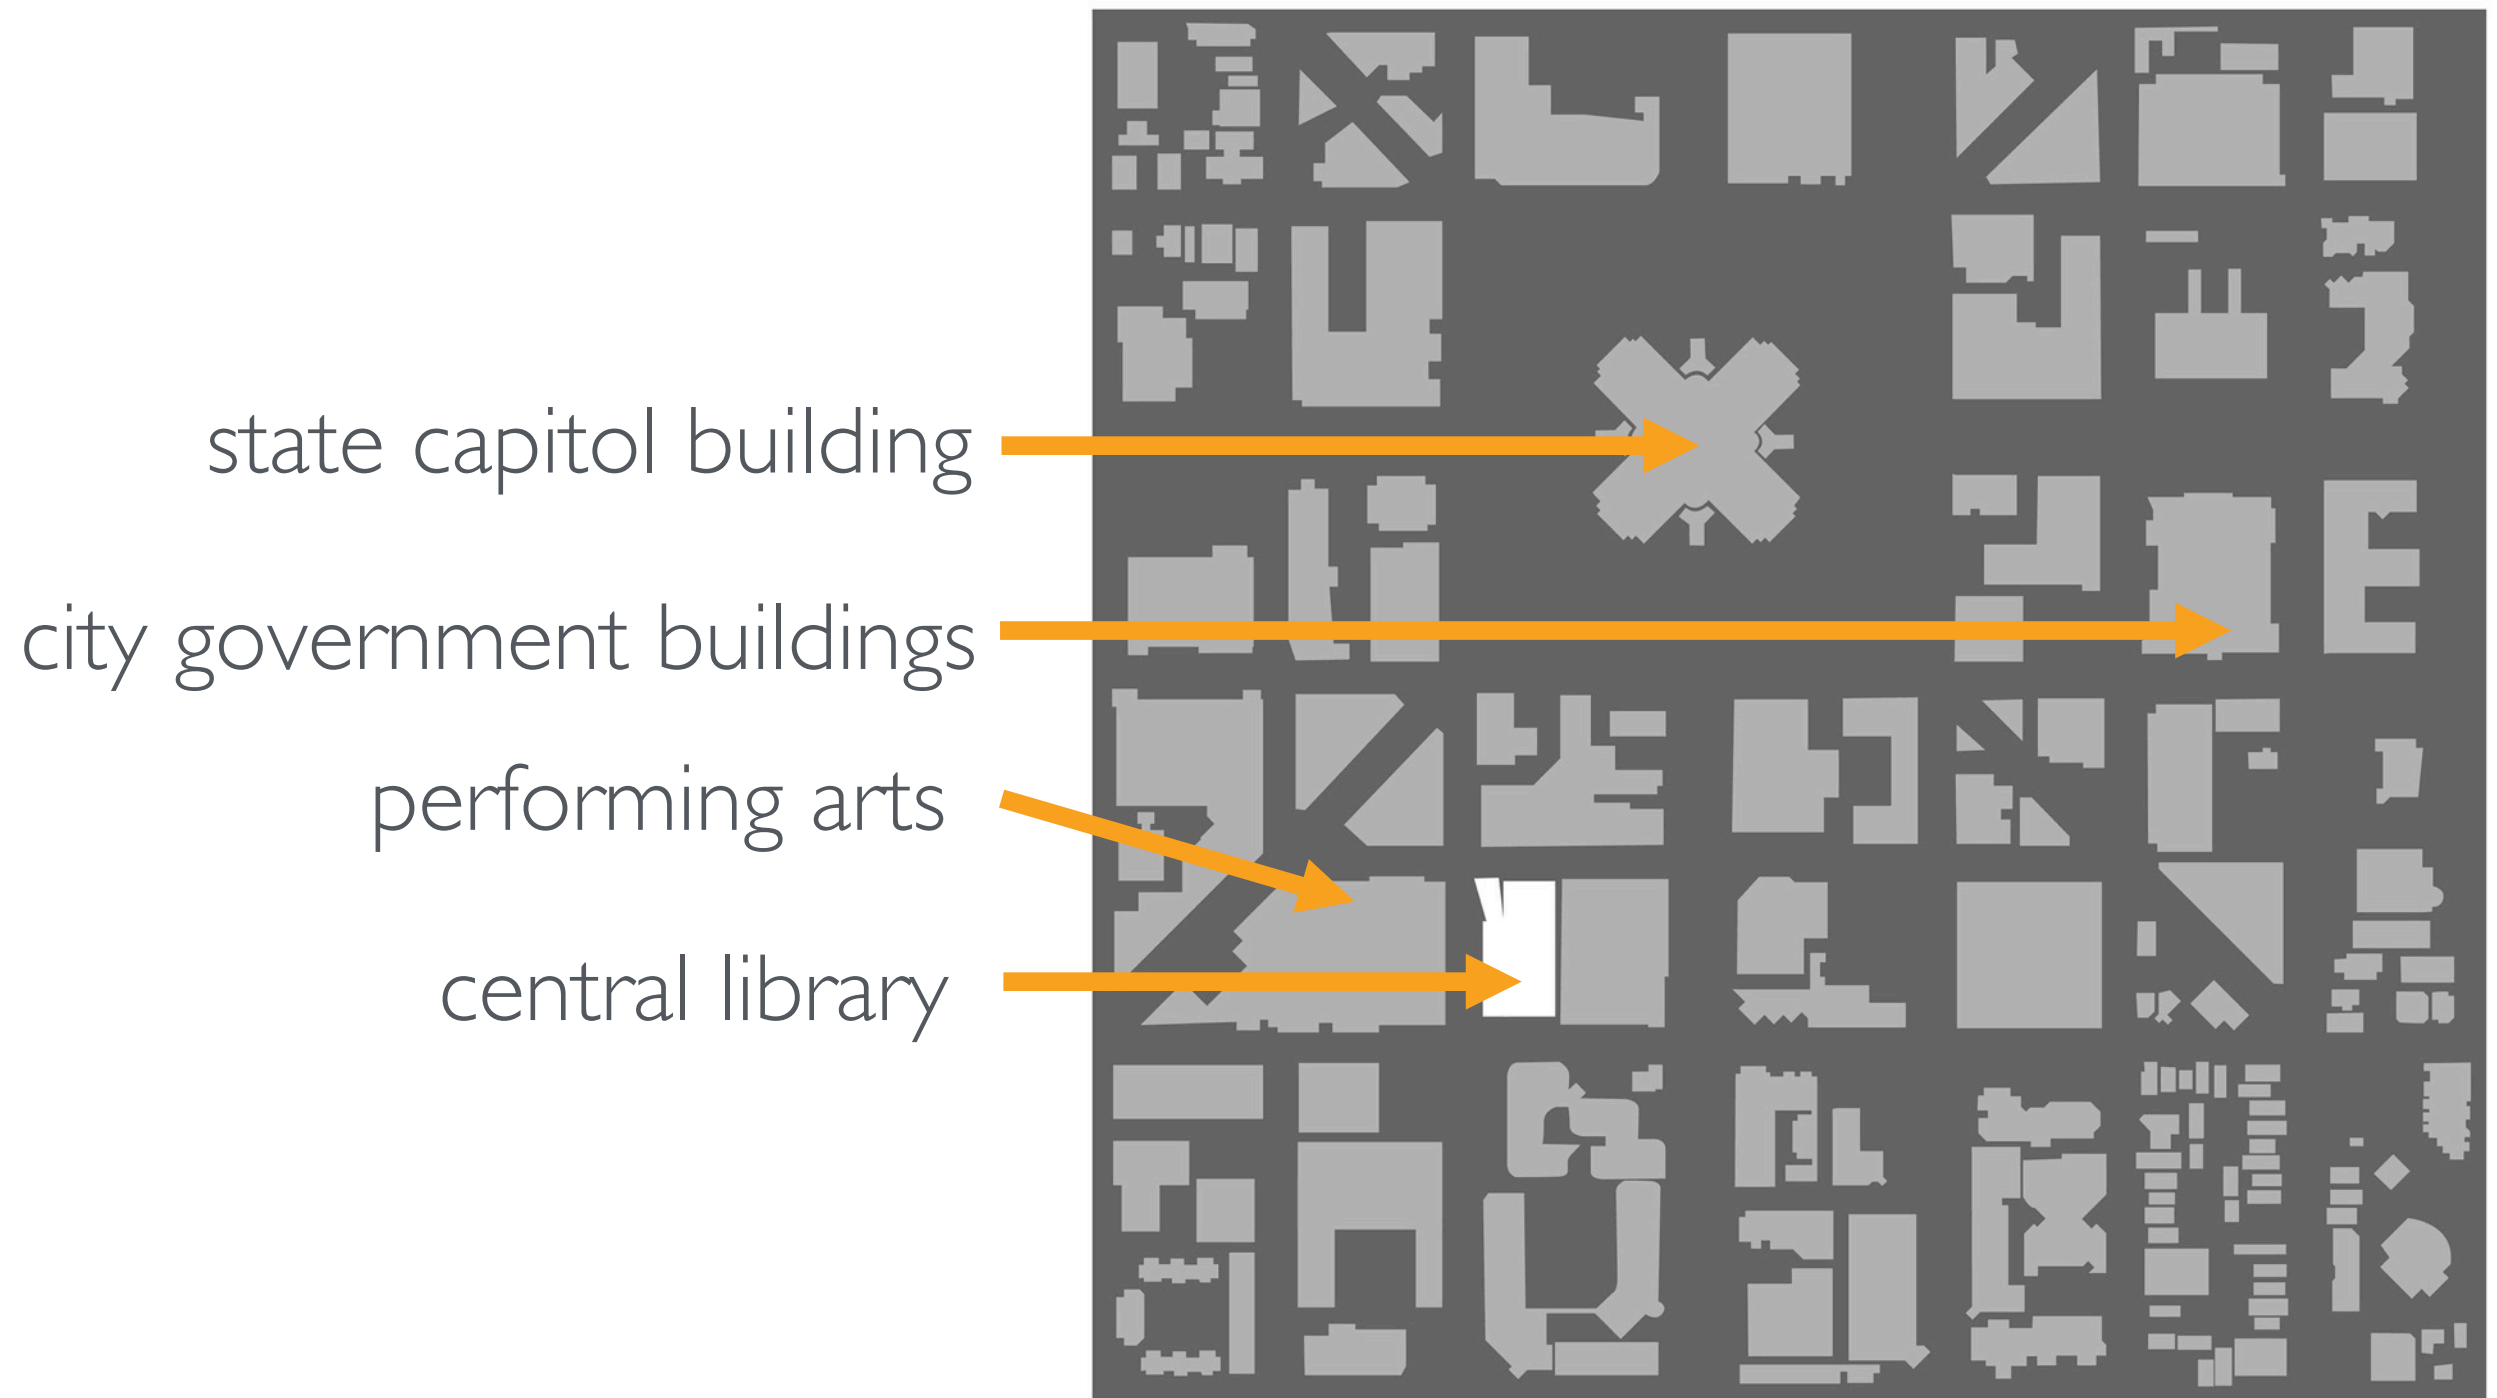 state capitol building
city government buildings
performing arts
central library